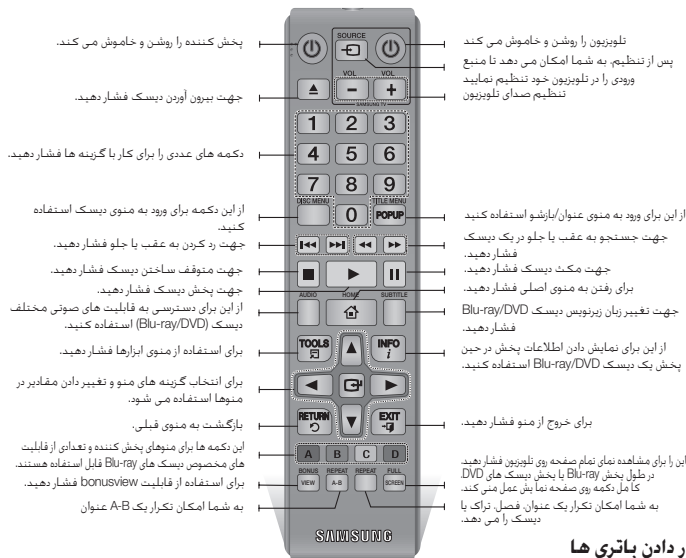 پخش کننده را روشن و خاموش می کند.
جهت بیرون آوردن دیسک فشار دهید.
دکمه های عددی را برای کار با گزینه ها فشار دهید.
از این دکمه برای ورود به منوی دیسک استفاده
کنید.
جهت رد کردن به عقب یا جلو فشار دهید.
جهت متوقف ساختن دیسک فشار دهید.
جهت پخش دیسک فشار دهید.
از این برای دسترسی به قابلیت های صوتی مختلف
دیسک (Blu-ray/DVD) استفاده کنید.
برای استفاده از منوی ابزارها فشار دهید.
برای انتخاب گزینه های منو و تغییر دادن مقادیر در
منوها استفاده می شود.
بازگشت به منوی قبلی.
این دکمه ها برای منوهای پخش کننده و تعدادی از قابلیت
های مخصوص دیسک های Blu-ray قابل استفاده هستند.
برای استفاده از قابلیت bonusview فشار دهید.
به شما امکان تکرار یک A-B عنوان
SOURCE
VOL VOL
- +
SAMSUNG TV
1 2 3
4 5 6
7 8 9
DISC MENU TITLE MENU
0 POPUP
AUDIO HOME SUBTITLE
TOOLS INFO
i
RETURN EXIT
A B C D
BONUS REPEAT REPEAT FULL
VIEW A-B SCREEN
SAMSUNG
تلویزیون را روشن و خاموش می کند
پس از تنظیم، به شما امکان می دهد تا منبع
ورودی را در تلویزیون خود تنظیم نمایید
تنظیم صدای تلویزیون
از این برای ورود به منوی عنوان/بازشو استفاده کنید
جهت جستجو به عقب یا جلو در یک دیسک
فشار دهید.
جهت مکث دیسک فشار دهید.
برای رفتن به منوی اصلی فشار دهید.
جهت تغییر زبان زیرنویس دیسک Blu-ray/DVD
فشار دهید.
از این برای نمایش دادن اطلاعات پخش در حین
پخش یک دیسک Blu-ray/DVD استفاده کنید.
برای خروج از منو فشار دهید.
این را برای مشاهده نمای تمام صفحه روی تلویزیون فشار دهید.
در طول پخش Blu-ray یا پخش دیسک های DVD،
کا مل دکمه روی صفحه نما یش عمل منی کند.
به شما امکان تکرار یک عنوان، فصل، تراک یا
دیسک را می دهد.
ر دادن باتری ها